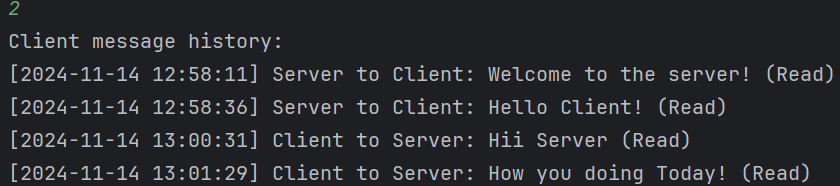 2
Client message history:
[2024-11-14 12:58:11] Server to Client: Welcome to the server! (Read)
[2024-11-14 12:58:36] Server to Client: Hello Client! (Read)
[2024-11-14 13:00:31] Client to Server: Hii Server (Read)
[2024-11-14 13:01:29] Client to Server: How you doing Today! (Read)